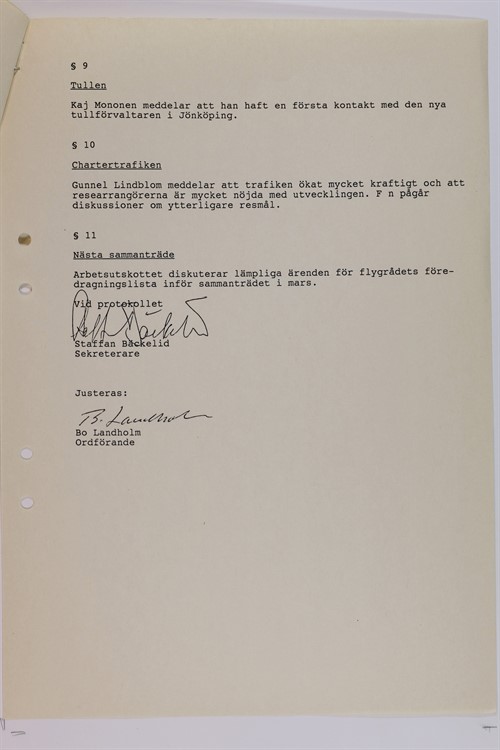 § 9
Tullen
Kaj Mononen meddelar att han haft en första kontakt med den nya
tullförvaltaren i Jönköping.
§ 10
Chartertrafiken
Gunnel Lindblom meddelar att trafiken ökat mycket kraftigt och att
researrangörerna är mycket nöjda med utvecklingen. F n pågår
diskussioner om ytterligare resmål.
§ 11
Nästa sammanträde
Arbetsutskottet diskuterar lämpliga ärenden för flygrådets före-
dragningslista inför sammanträdet i mars.
Vid protokollet
Staffan Bäckelid
Sekreterare
Justeras:
B. Landholm
Bo Landholm
Ordförande